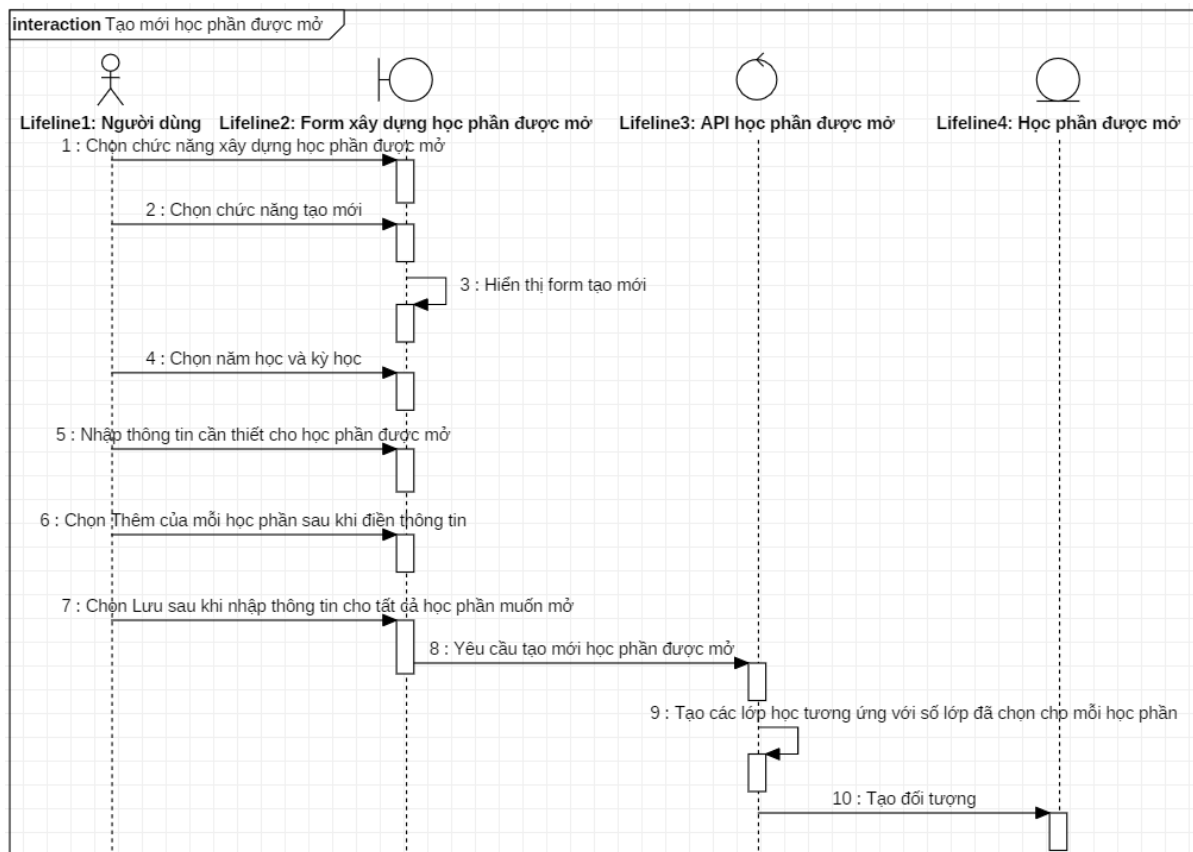 interaction Tạo mới học phần được mở
Lifeline1: Người dùng
Lifeline2: Form xây dựng học phần được mở
Lifeline3: API học phần được mở
Lifeline4: Học phần được mở
1 : Chọn chức năng xây dựng học phần được mở
2 : Chọn chức năng tạo mới
3 : Hiển thị form tạo mới
4 : Chọn năm học và kỳ học
5 : Nhập thông tin cần thiết cho học phần được mở
6 : Chọn Thêm của mỗi học phần sau khi điền thông tin
7 : Chọn Lưu sau khi nhập thông tin cho tất cả học phần muốn mở
8 : Yêu cầu tạo mới học phần được mở
9 : Tạo các lớp học tương ứng với số lớp đã chọn cho mỗi học phần
10 : Tạo đối tượng